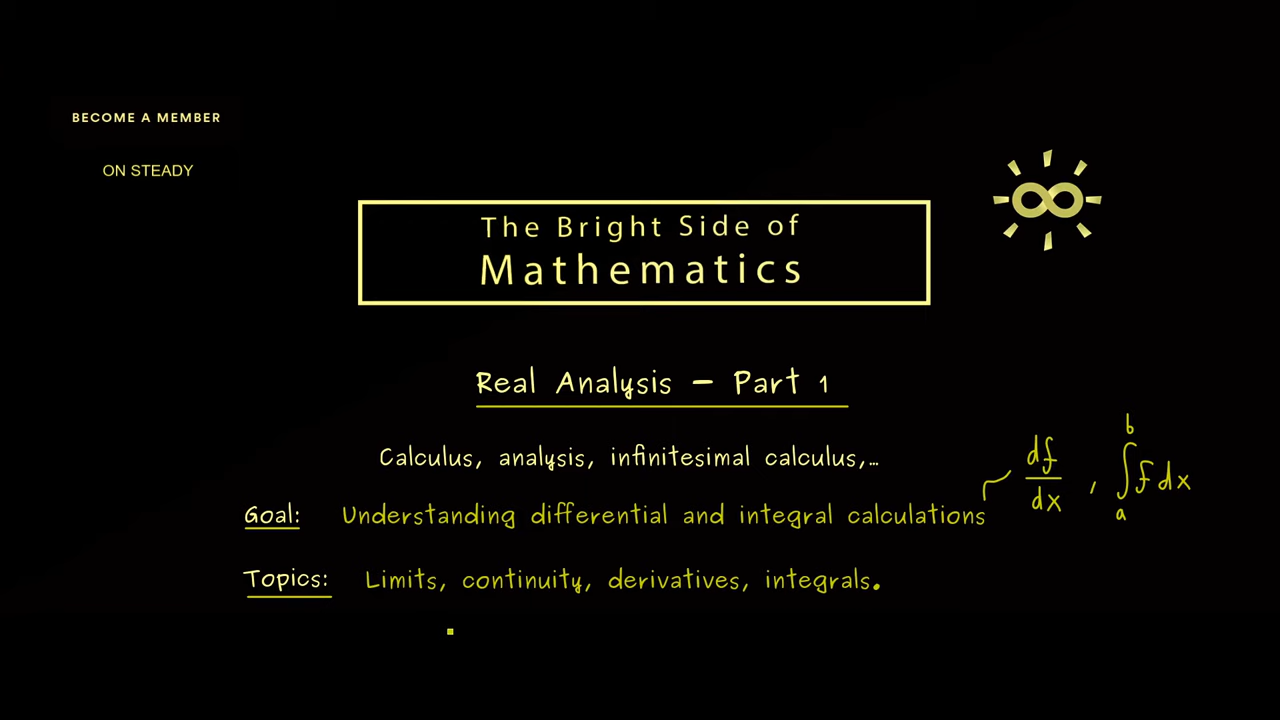 BECOME A MEMBER
ON STEADY
The Bright Side of
Mathematics
Real Analysis – Part 1
Calculus, analysis, infinitesimal calculus,...
Goal: Understanding differential and integral calculations
df/dx , ∫_a^b f dx
Topics: Limits, continuity, derivatives, integrals.